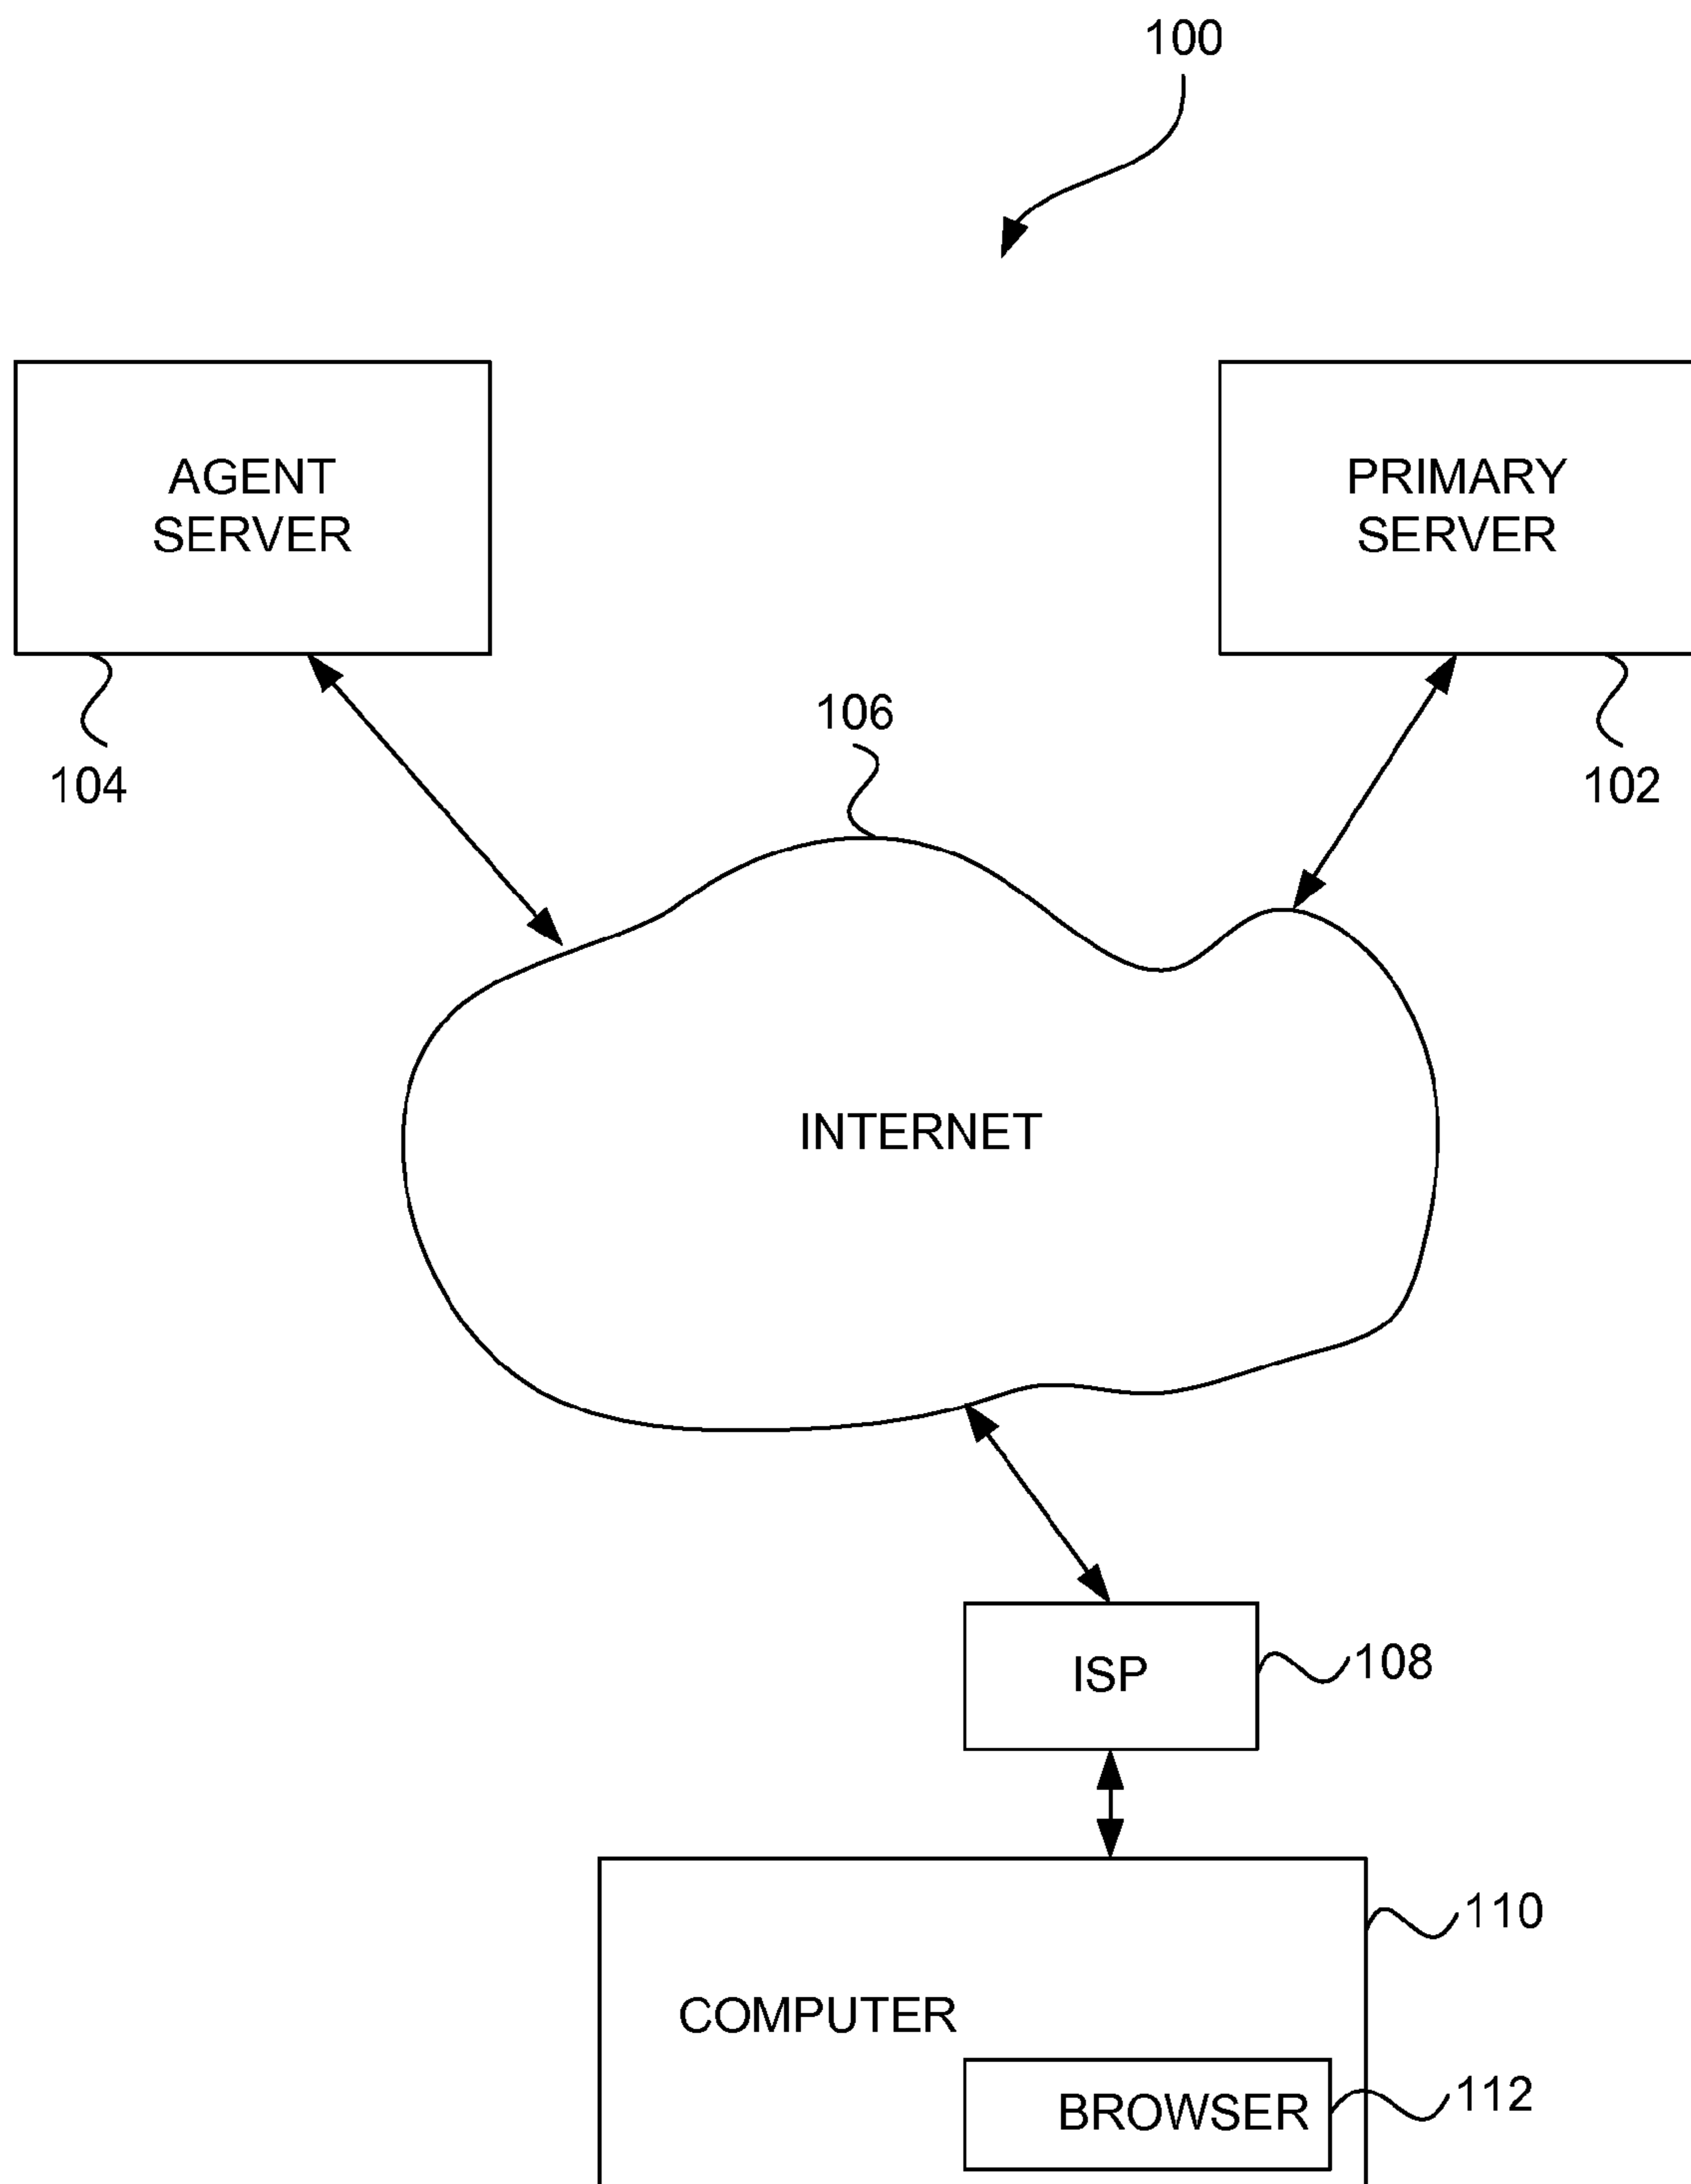 100
AGENT
SERVER
PRIMARY
SERVER
104
106
102
INTERNET
ISP
108
110
COMPUTER
BROWSER
112